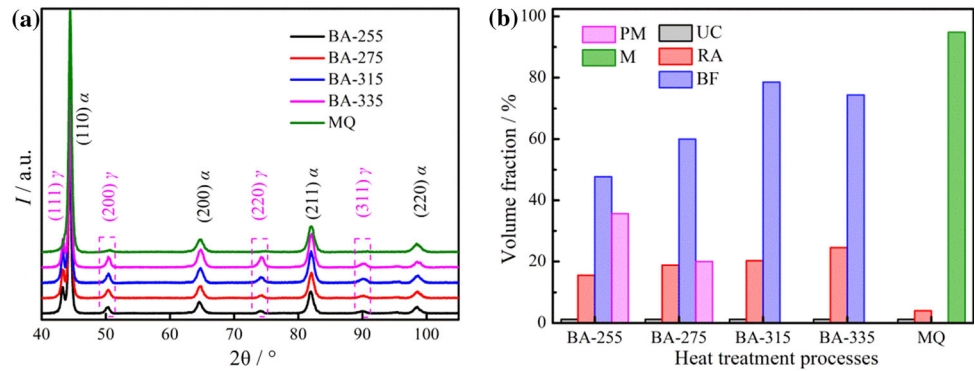 (a)
I / a.u.
2θ / °
40 50 60 70 80 90 100
BA-255
BA-275
BA-315
BA-335
MQ
(111) γ
(110) α
(200) γ
(200) α
(220) γ
(211) α
(311) γ
(220) α
(b)
Volume fraction / %
100
80
60
40
20
0
PM
M
UC
RA
BF
BA-255 BA-275 BA-315 BA-335 MQ
Heat treatment processes